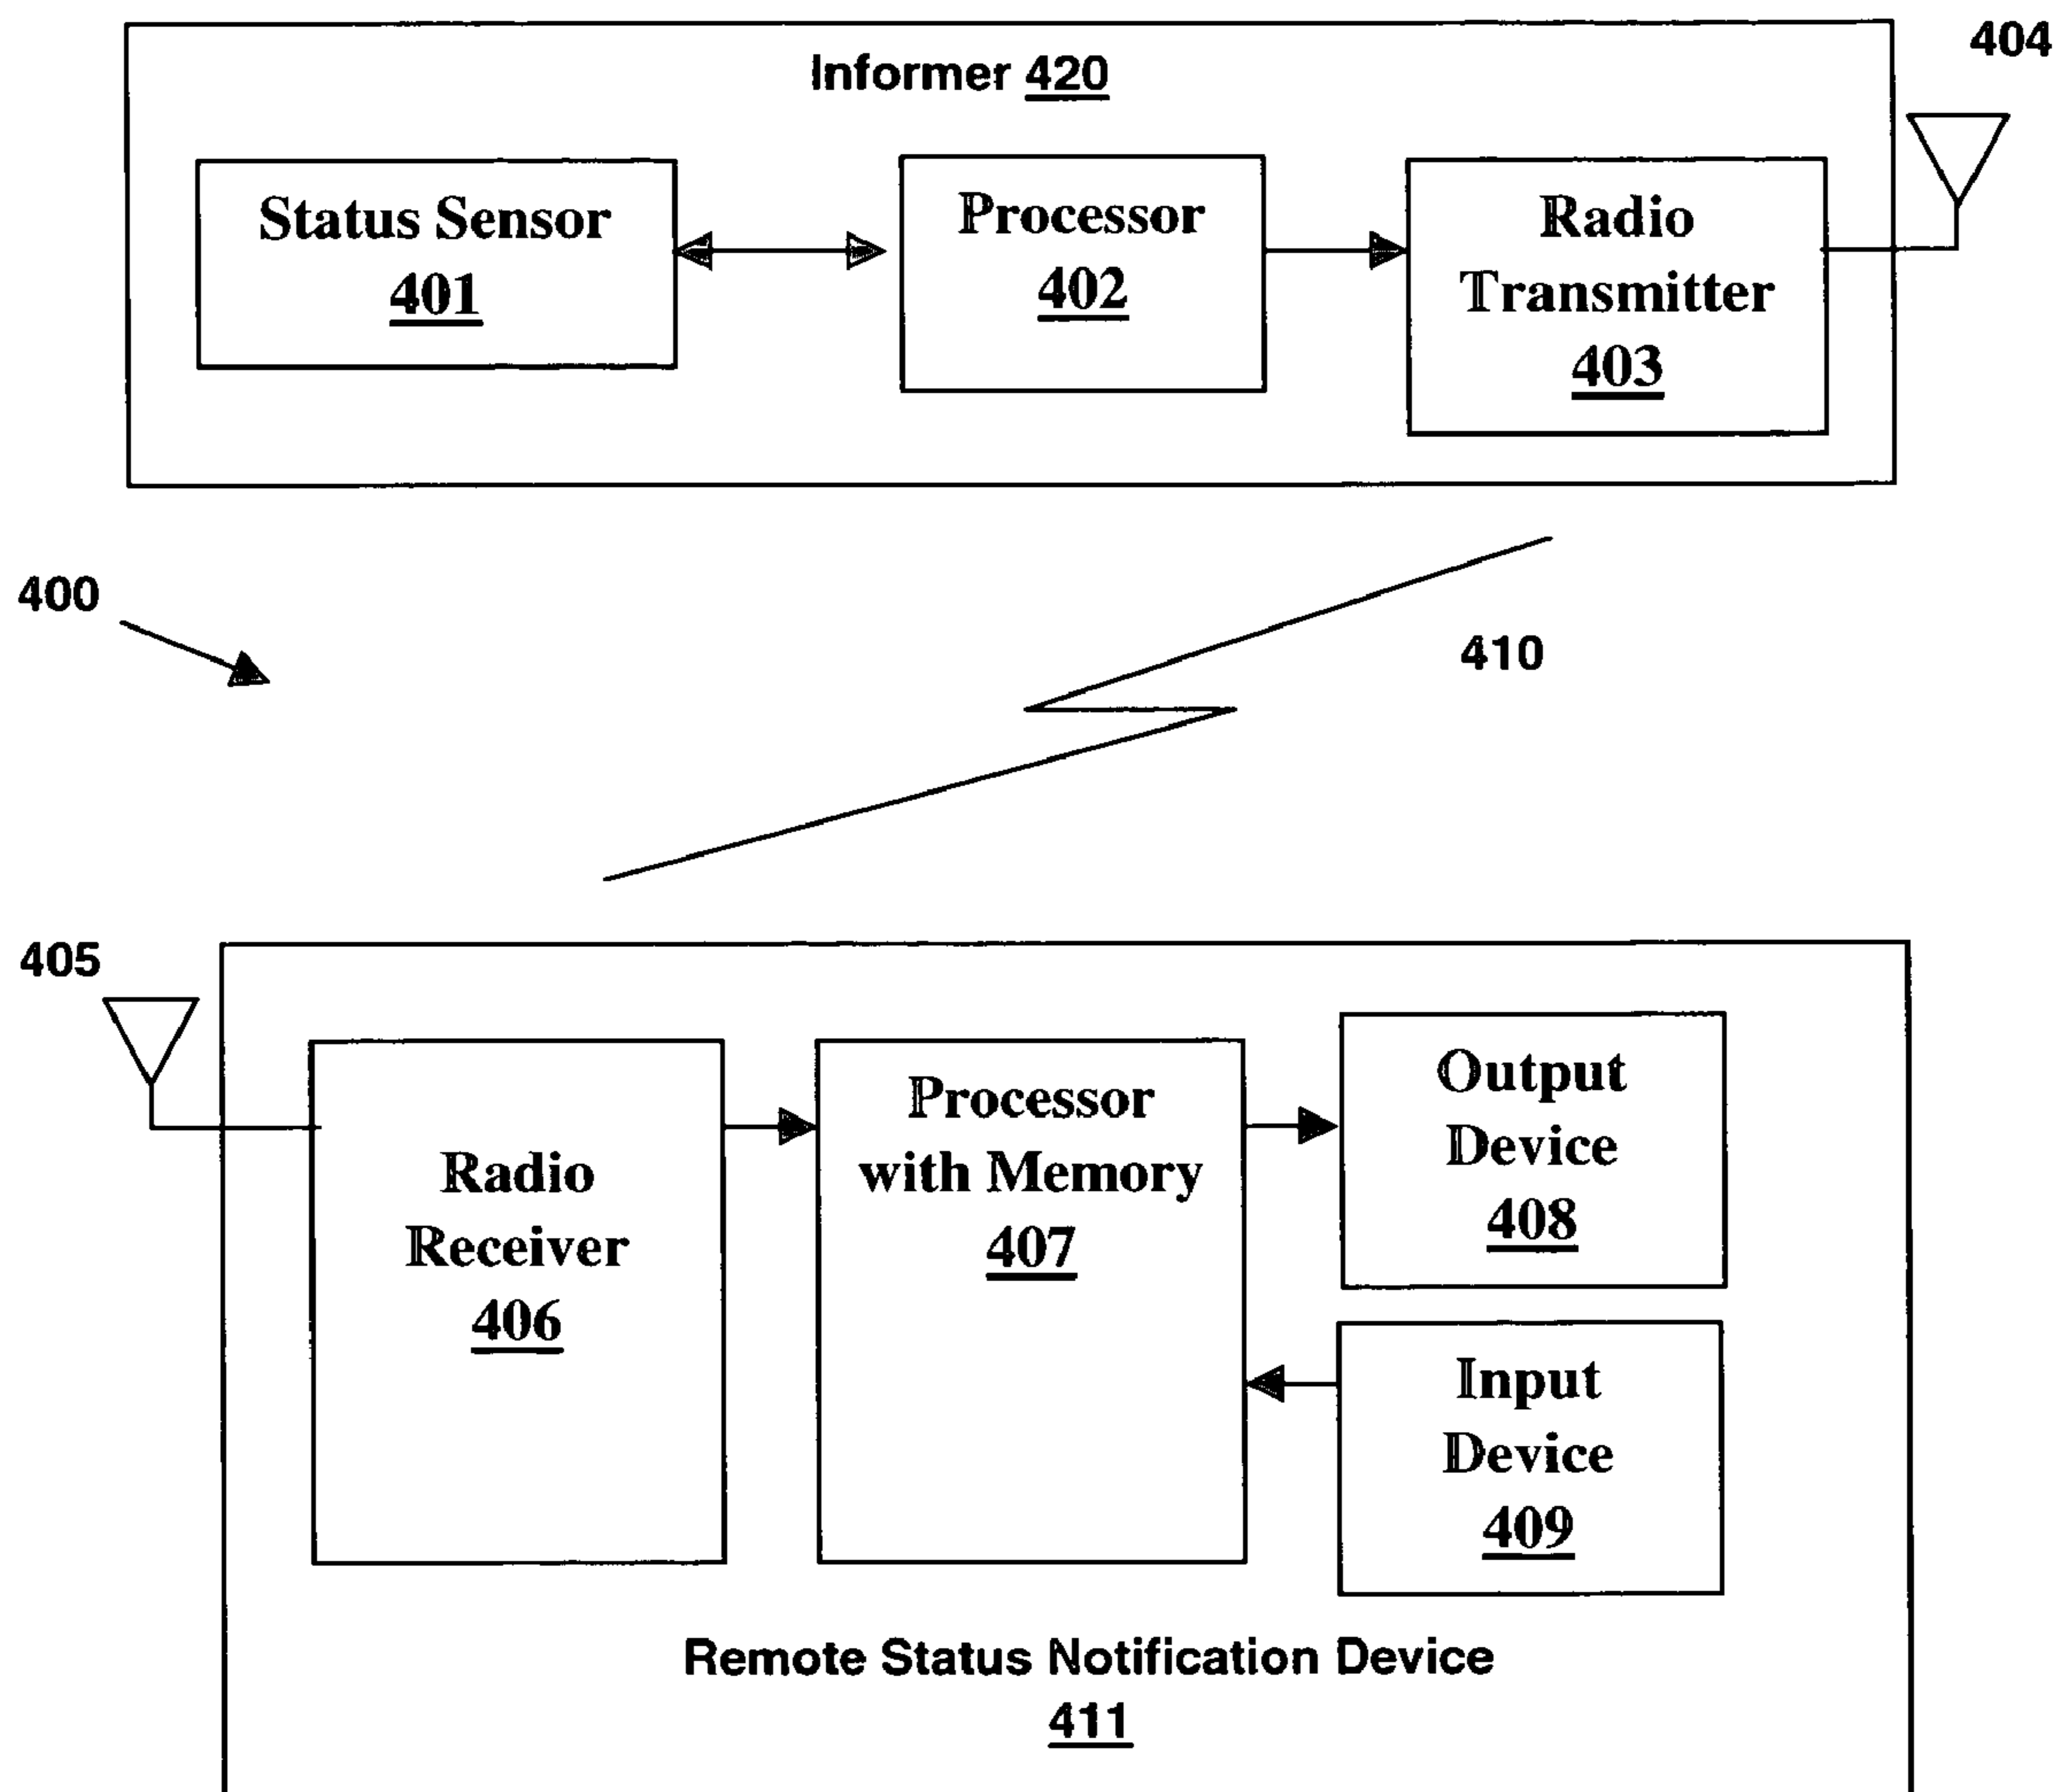 404
Informer 420
Status Sensor
401
Processor
402
Radio
Transmitter
403
400
410
405
Radio
Receiver
406
Processor
with Memory
407
Output
Device
408
Input
Device
409
Remote Status Notification Device
411